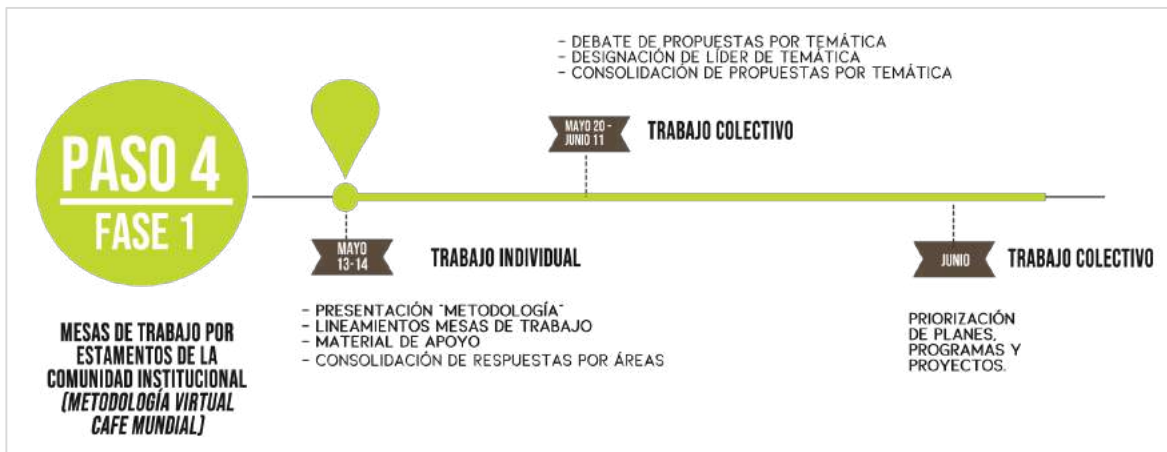 PASO 4
FASE 1
MESAS DE TRABAJO POR
ESTAMENTOS DE LA
COMUNIDAD INSTITUCIONAL
(METODOLOGÍA VIRTUAL
CAFE MUNDIAL)
MAYO
13-14
TRABAJO INDIVIDUAL
- PRESENTACIÓN "METODOLOGÍA"
- LINEAMIENTOS MESAS DE TRABAJO
- MATERIAL DE APOYO
- CONSOLIDACIÓN DE RESPUESTAS POR ÁREAS
- DEBATE DE PROPUESTAS POR TEMÁTICA
- DESIGNACIÓN DE LÍDER DE TEMÁTICA
- CONSOLIDACIÓN DE PROPUESTAS POR TEMÁTICA
MAYO 20 -
JUNIO 11
TRABAJO COLECTIVO
JUNIO
TRABAJO COLECTIVO
PRIORIZACIÓN
DE PLANES,
PROGRAMAS Y
PROYECTOS.